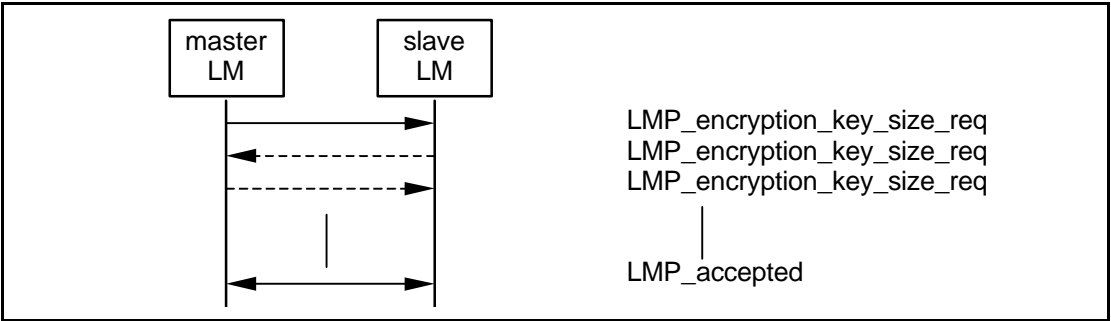 master
LM
slave
LM
LMP_encryption_key_size_req
LMP_encryption_key_size_req
LMP_encryption_key_size_req
LMP_accepted